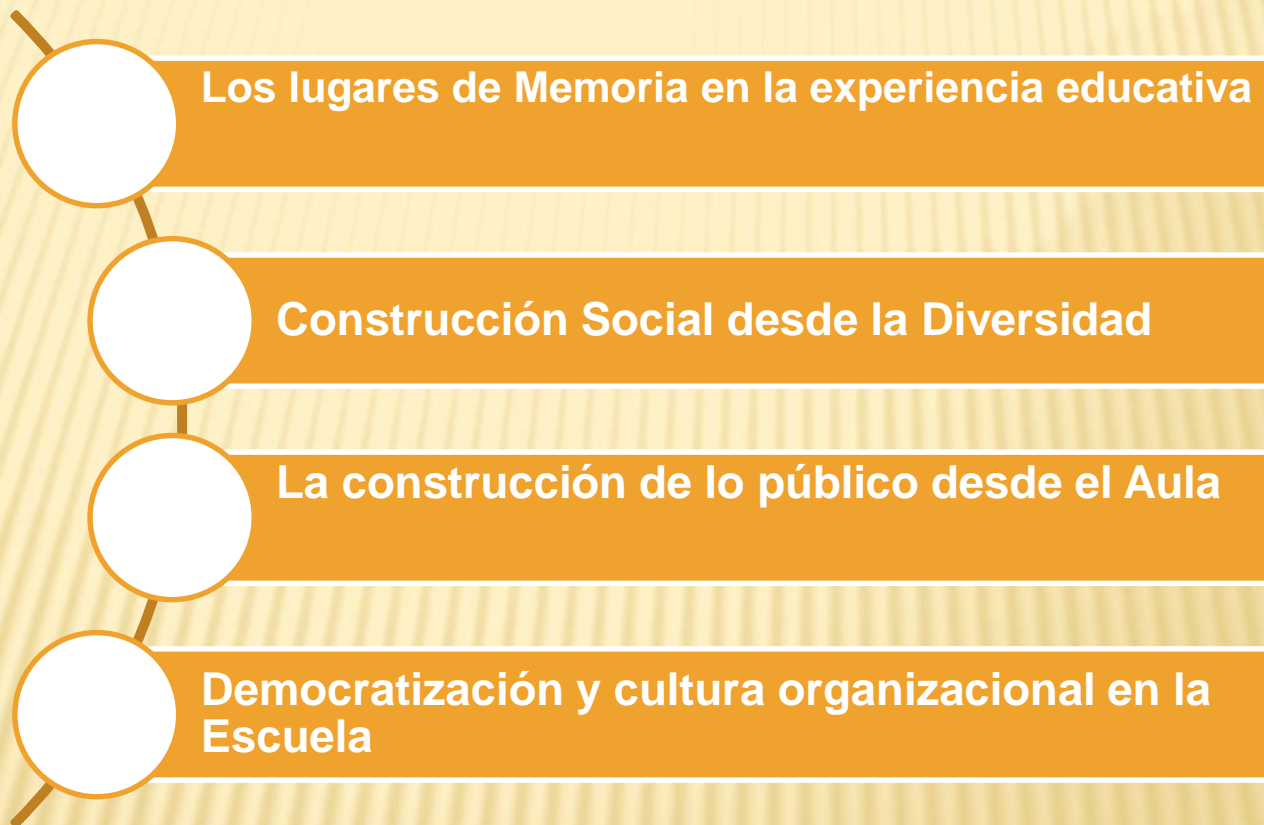 Los lugares de Memoria en la experiencia educativa
Construcción Social desde la Diversidad
La construcción de lo público desde el Aula
Democratización y cultura organizacional en la
Escuela